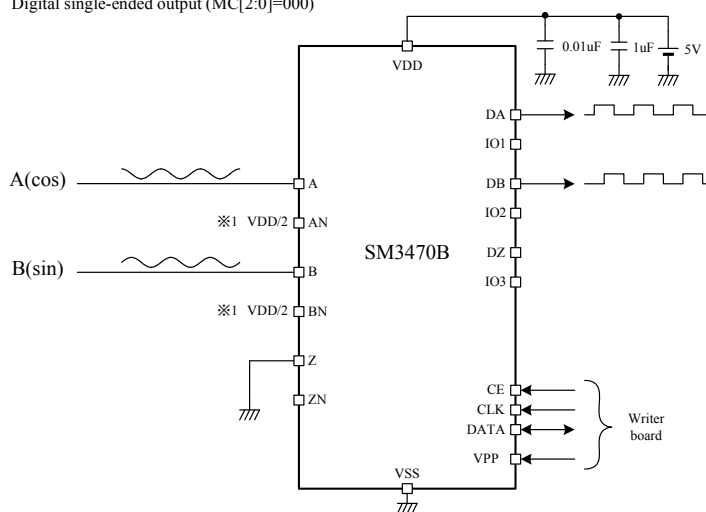 Digital single-ended output (MC[2:0]=000)
VDD
0.01uF
1uF
5V
DA
IO1
A(cos)
A
DB
※1 VDD/2
AN
IO2
SM3470B
B(sin)
B
DZ
IO3
※1 VDD/2
BN
Z
ZN
CE
CLK
DATA
VPP
Writer
board
VSS